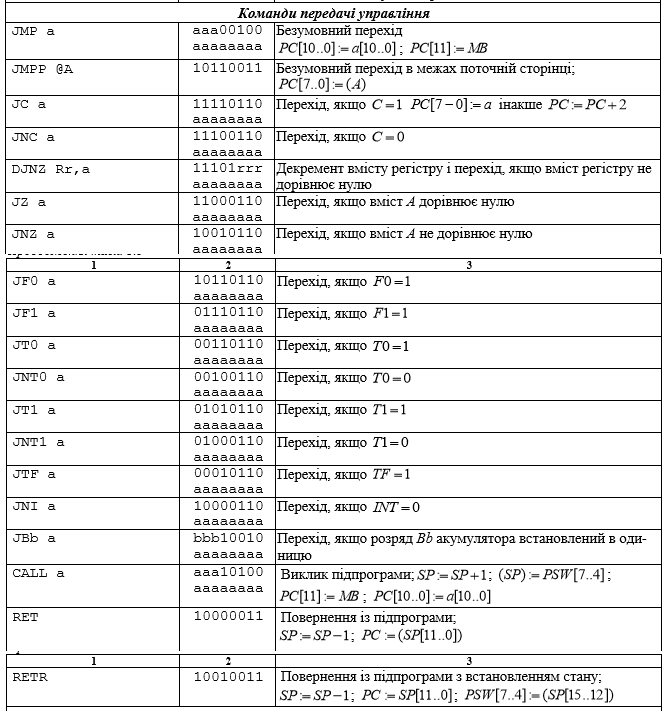 Команди передачі управління
JMP a aaa00100 Безумовний перехід
aaaaaaaa PC[10..0]:=a[10..0]; PC[11]:=MB
JMPP @A 10110011 Безумовний перехід в межах поточній сторінці;
PC[7..0]:=(A)
JC a 11110110 Перехід, якщо C=1 PC[7−0]:=a інакше PC:=PC+2
aaaaaaaa
JNC a 11100110 Перехід, якщо C=0
aaaaaaaa
DJNZ Rr,a 11101rrr Декремент вмісту регістру і перехід, якщо вміст регістру не
aaaaaaaa дорівнює нулю
JZ a 11000110 Перехід, якщо вміст A дорівнює нулю
aaaaaaaa
JNZ a 10010110 Перехід, якщо вміст A не дорівнює нулю
aaaaaaaa
1 2 3
JF0 a 10110110 Перехід, якщо F0=1
aaaaaaaa
JF1 a 01110110 Перехід, якщо F1=1
aaaaaaaa
JT0 a 00110110 Перехід, якщо T0=1
aaaaaaaa
JNT0 a 00100110 Перехід, якщо T0=0
aaaaaaaa
JT1 a 01010110 Перехід, якщо T1=1
aaaaaaaa
JNT1 a 01000110 Перехід, якщо T1=0
aaaaaaaa
JTF a 00010110 Перехід, якщо TF=1
aaaaaaaa
JNI a 10000110 Перехід, якщо INT=0
aaaaaaaa
JBb a bbb10010 Перехід, якщо розряд Bb акумулятора встановлений в оди-
aaaaaaaa ницю
CALL a aaa10100 Виклик підпрограми; SP:=SP+1; (SP):=PSW[7..4];
aaaaaaaa PC[11]:=MB; PC[10..0]:=a[10..0]
RET 10000011 Повернення із підпрограми;
SP:=SP−1; PC:=(SP[11..0])
1 2 3
RETR 10010011 Повернення із підпрограми з встановленням стану;
SP:=SP−1; PC:=SP[11..0]; PSW[7..4]:=(SP[15..12])